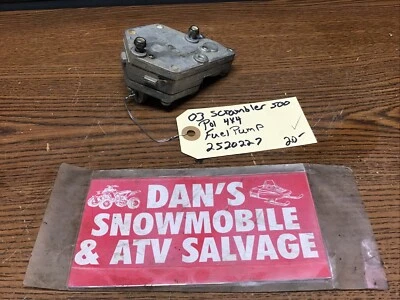 03 Scrambler 500
Pol 4x4
Fuel Pump
2520227 20-
DAN'S
SNOWMOBILE
& ATV SALVAGE